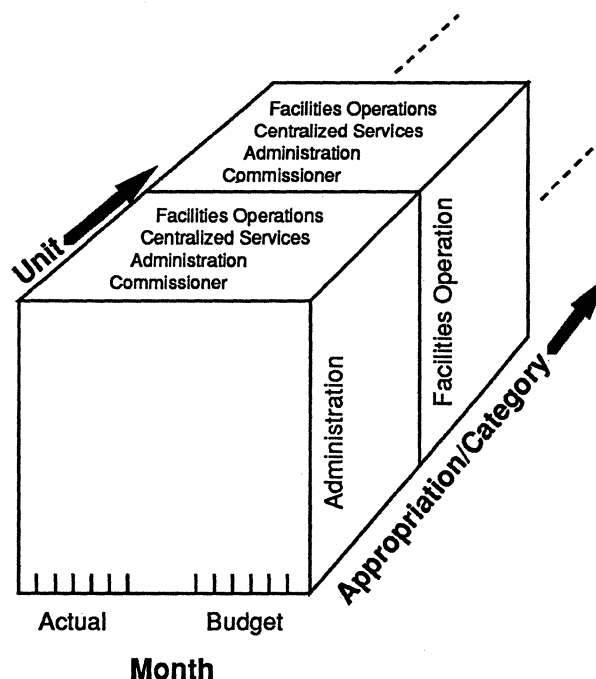 Facilities Operations
Centralized Services
Administration
Commissioner
Unit
Facilities Operations
Centralized Services
Administration
Commissioner
Facilities Operation
Administration
Appropriation/Category
Actual Budget
Month